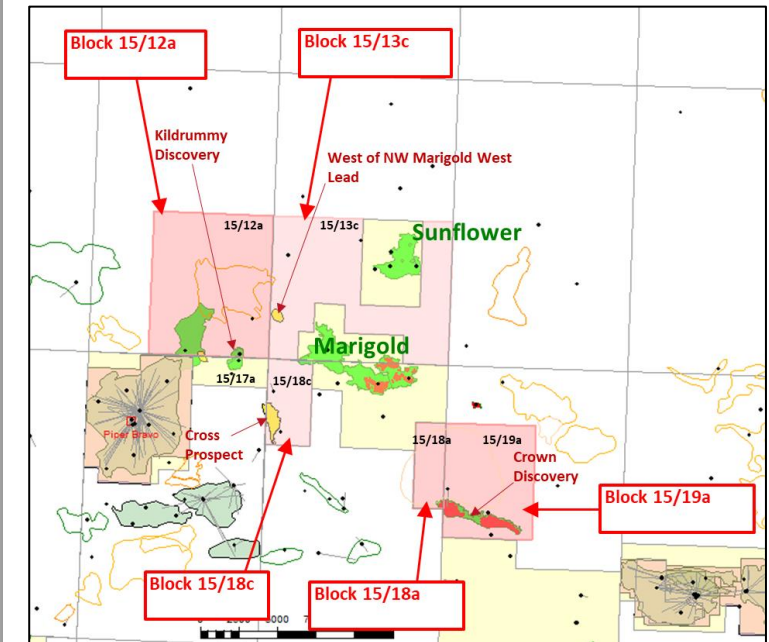 Block 15/12a
Block 15/13c
Kildrummy
Discovery
West of NW Marigold West
Lead
15/12a
15/13c
Sunflower
Marigold
15/17a
15/18c
Piper Bravo
Cross
Prospect
15/18a
15/19a
Crown
Discovery
Block 15/19a
Block 15/18c
Block 15/18a
0